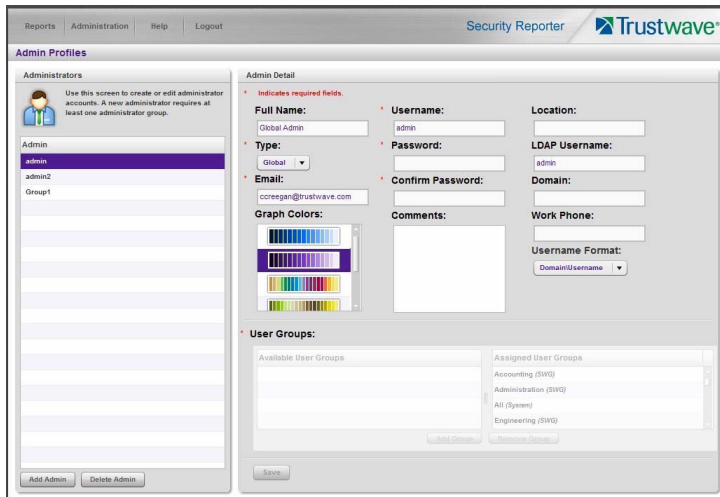 Reports Administration Help Logout
Security Reporter
Trustwave®
Admin Profiles
Administrators
Use this screen to create or edit administrator
accounts. A new administrator requires at
least one administrator group.
Admin
admin
admin2
Group1
Add Admin Delete Admin
Admin Detail
* Indicates required fields.
Full Name: * Username: Location:
Global Admin admin
* Type: * Password: LDAP Username:
Global admin
* Email: * Confirm Password: Domain:
ccreegan@trustwave.com
Graph Colors: Comments: Work Phone:
Username Format:
Domain\Username
* User Groups:
Available User Groups Assigned User Groups
Accounting (SWG)
Administration (SWG)
All (System)
Engineering (SWG)
Add Group Remove Group
Save